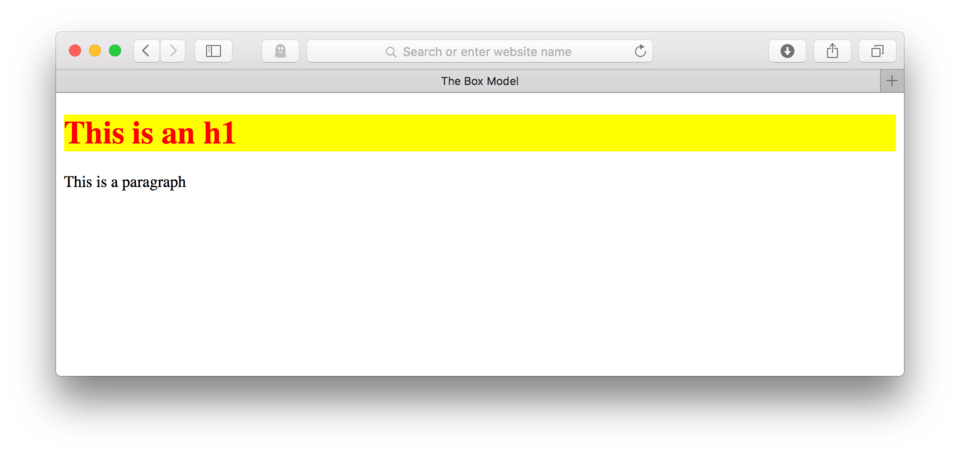 Search or enter website name
The Box Model
This is an h1
This is a paragraph